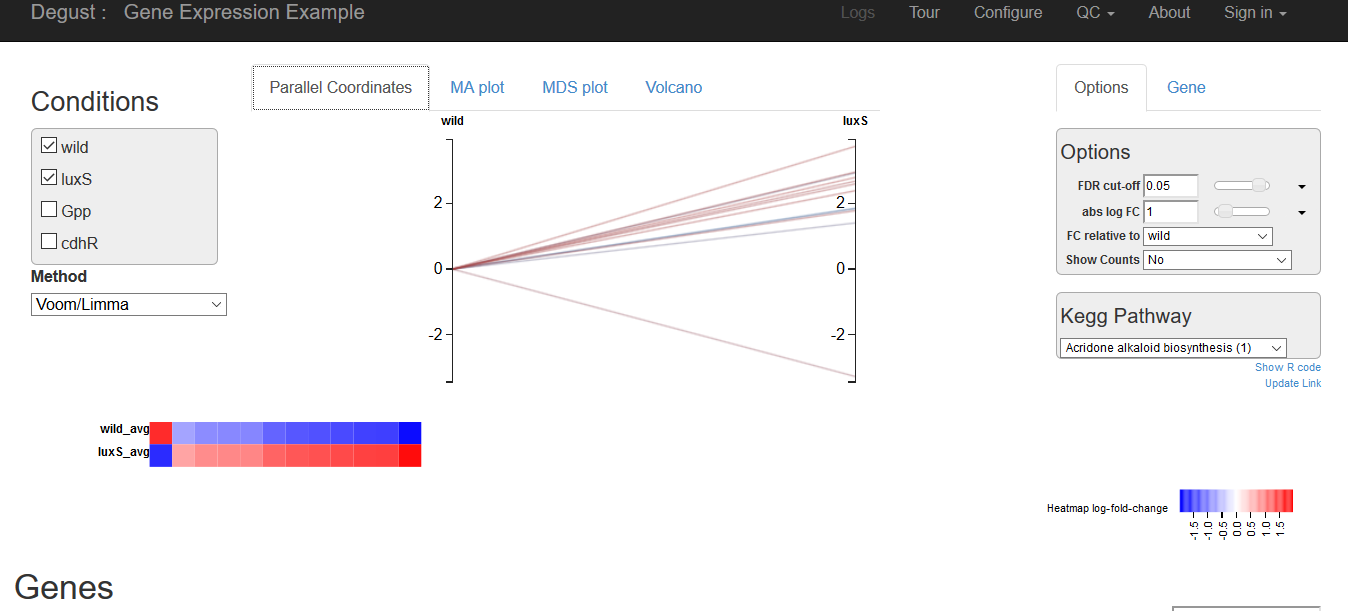 Degust : Gene Expression Example
Logs Tour Configure QC About Sign in
Conditions
wild
luxS
Gpp
cdhR
Method
Voom/Limma
Parallel Coordinates MA plot MDS plot Volcano
wild luxS
2 2
0 0
-2 -2
Options Gene
Options
FDR cut-off 0.05
abs log FC 1
FC relative to wild
Show Counts No
Kegg Pathway
Acridone alkaloid biosynthesis (1)
Show R code
Update Link
wild_avg
luxS_avg
Heatmap log-fold-change
-1.5 -1.0 -0.5 0.0 0.5 1.0 1.5
Genes